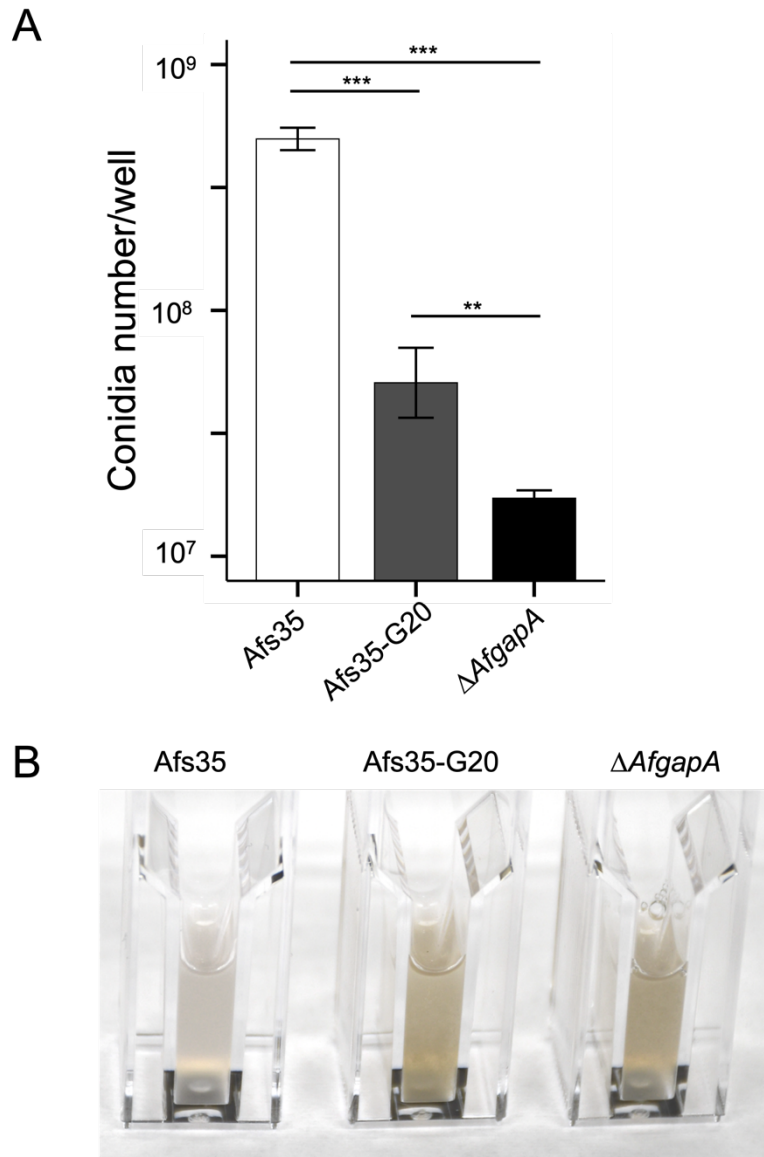 A
Conidia number/well
10⁹
10⁸
10⁷
***
***
**
Afs35
Afs35-G20
ΔAfgapA
B
Afs35 Afs35-G20 ΔAfgapA